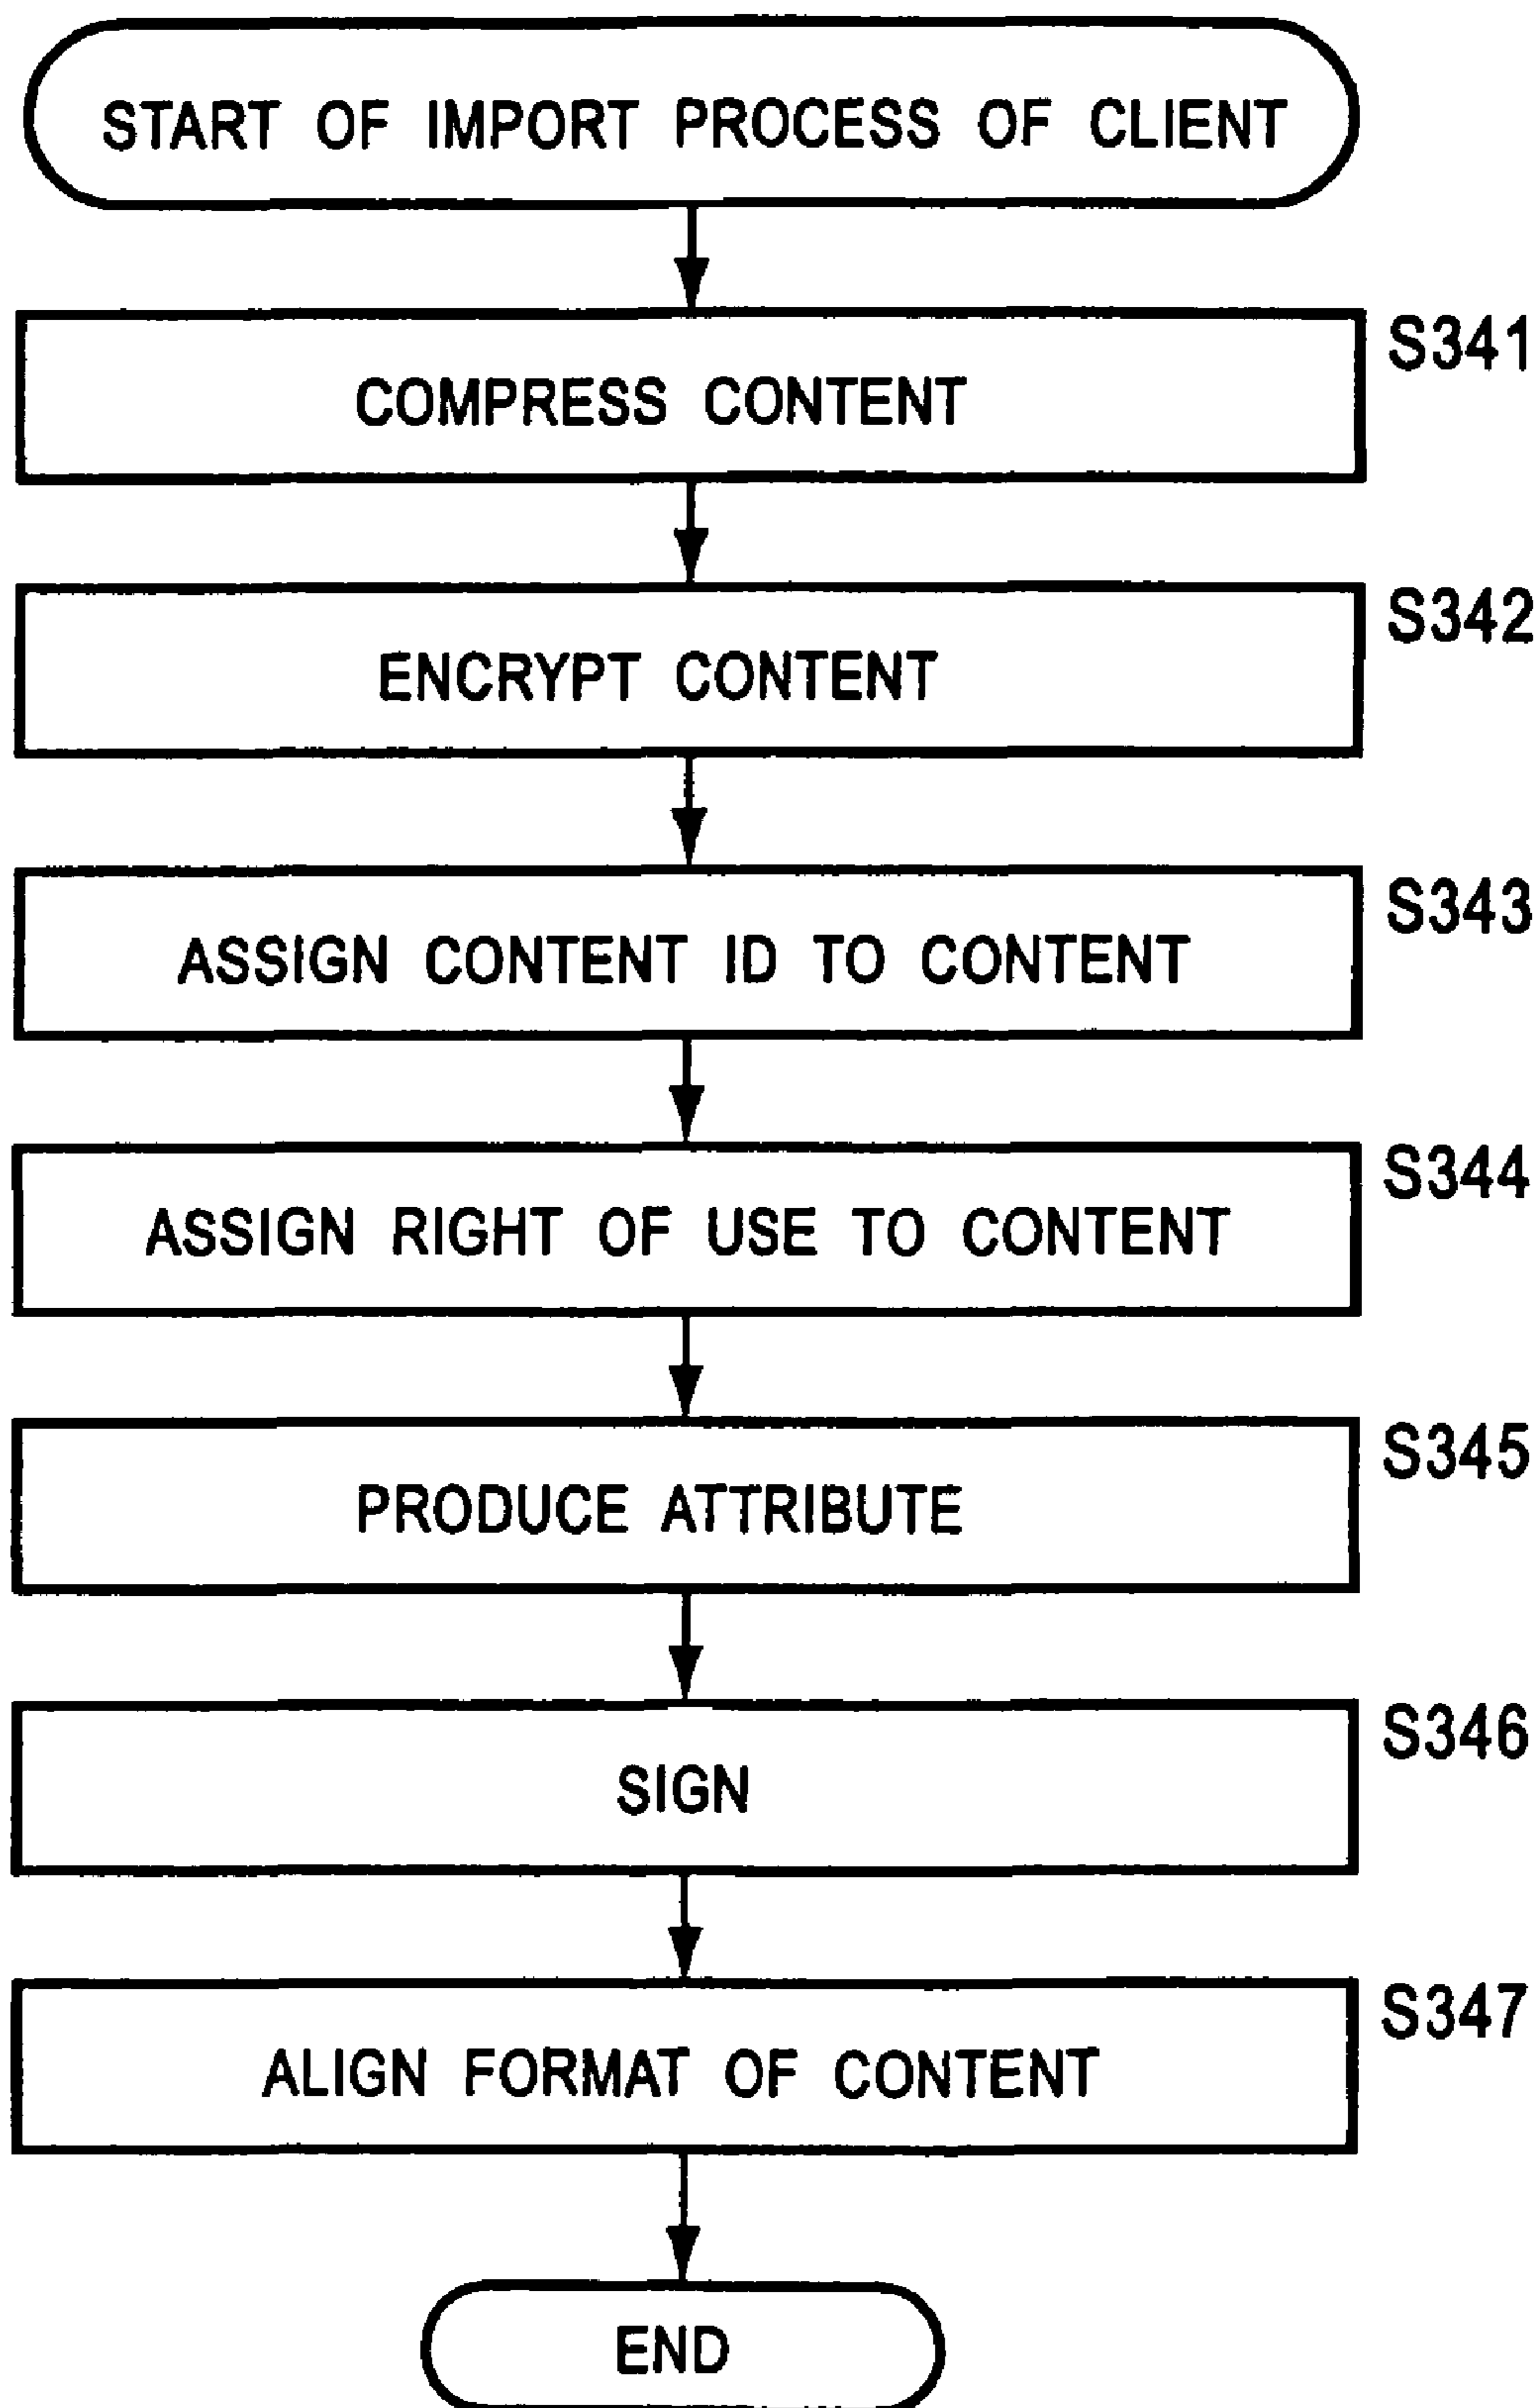 START OF IMPORT PROCESS OF CLIENT
S341
COMPRESS CONTENT
S342
ENCRYPT CONTENT
S343
ASSIGN CONTENT ID TO CONTENT
S344
ASSIGN RIGHT OF USE TO CONTENT
S345
PRODUCE ATTRIBUTE
S346
SIGN
S347
ALIGN FORMAT OF CONTENT
END